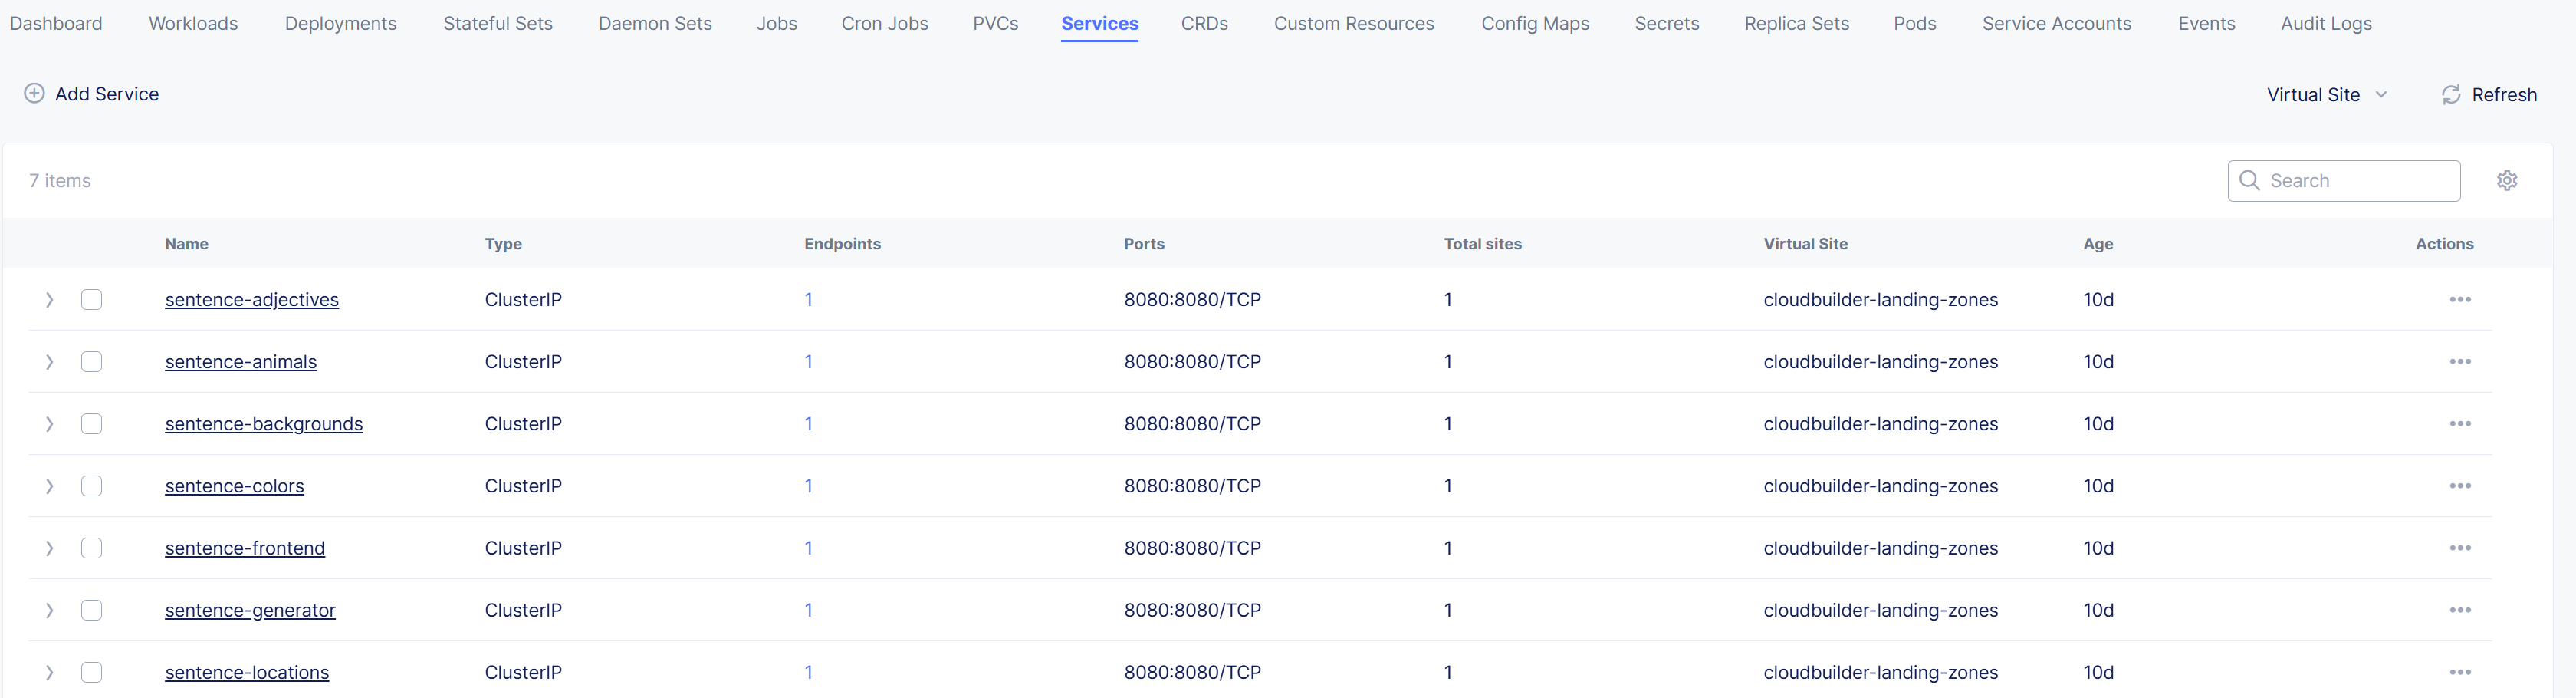 Dashboard Workloads Deployments Stateful Sets Daemon Sets Jobs Cron Jobs PVCs Services CRDs Custom Resources Config Maps Secrets Replica Sets Pods Service Accounts Events Audit Logs
Add Service Virtual Site Refresh
7 items Search
Name Type Endpoints Ports Total sites Virtual Site Age Actions
sentence-adjectives ClusterIP 1 8080:8080/TCP 1 cloudbuilder-landing-zones 10d
sentence-animals ClusterIP 1 8080:8080/TCP 1 cloudbuilder-landing-zones 10d
sentence-backgrounds ClusterIP 1 8080:8080/TCP 1 cloudbuilder-landing-zones 10d
sentence-colors ClusterIP 1 8080:8080/TCP 1 cloudbuilder-landing-zones 10d
sentence-frontend ClusterIP 1 8080:8080/TCP 1 cloudbuilder-landing-zones 10d
sentence-generator ClusterIP 1 8080:8080/TCP 1 cloudbuilder-landing-zones 10d
sentence-locations ClusterIP 1 8080:8080/TCP 1 cloudbuilder-landing-zones 10d